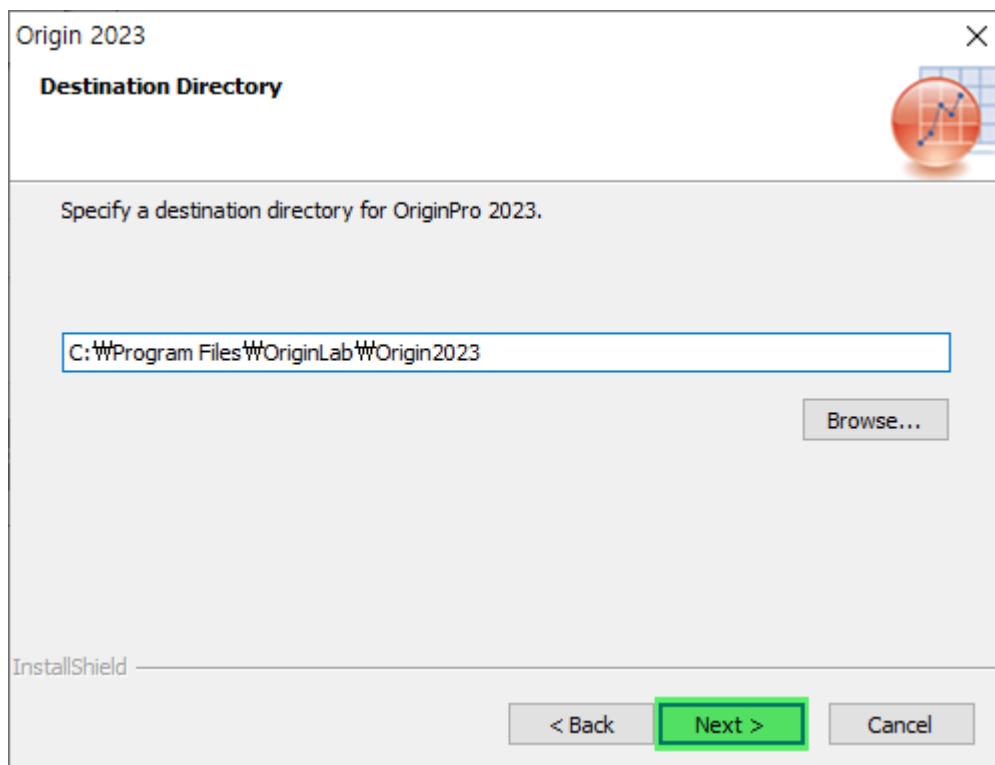 Origin 2023
Destination Directory
Specify a destination directory for OriginPro 2023.
C:₩Program Files₩OriginLab₩Origin2023
Browse...
InstallShield
< Back Next > Cancel